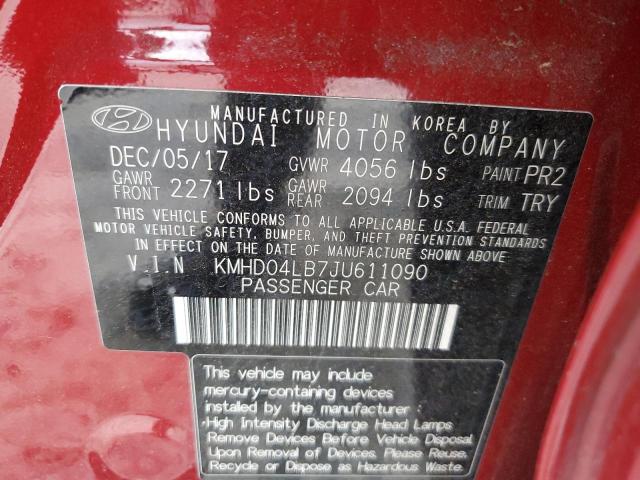 MANUFACTURED IN KOREA BY
HYUNDAI MOTOR COMPANY
DEC/05/17 GVWR 4056 lbs PAINT PR2
GAWR FRONT 2271 lbs GAWR REAR 2094 lbs TRIM TRY
THIS VEHICLE CONFORMS TO ALL APPLICABLE U.S.A. FEDERAL
MOTOR VEHICLE SAFETY, BUMPER, AND THEFT PREVENTION STANDARDS
IN EFFECT ON THE DATE OF MANUFACTURE SHOWN ABOVE.
V.I.N KMHD04LB7JU611090
PASSENGER CAR
This vehicle may include
mercury-containing devices
installed by the manufacturer :
·High Intensity Discharge Head Lamps
Remove Devices Before Vehicle Disposal
Upon Removal of Devices. Please Reuse,
Recycle or Dispose as Hazardous Waste.